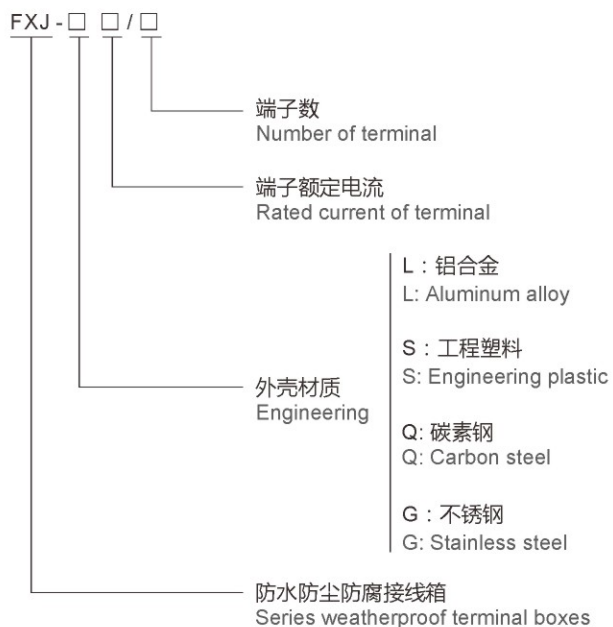 FXJ-□ □/□
端子数
Number of terminal
端子额定电流
Rated current of terminal
L：铝合金
L: Aluminum alloy
S：工程塑料
S: Engineering plastic
外壳材质
Engineering
Q: 碳素钢
Q: Carbon steel
G：不锈钢
G: Stainless steel
防水防尘防腐接线箱
Series weatherproof terminal boxes